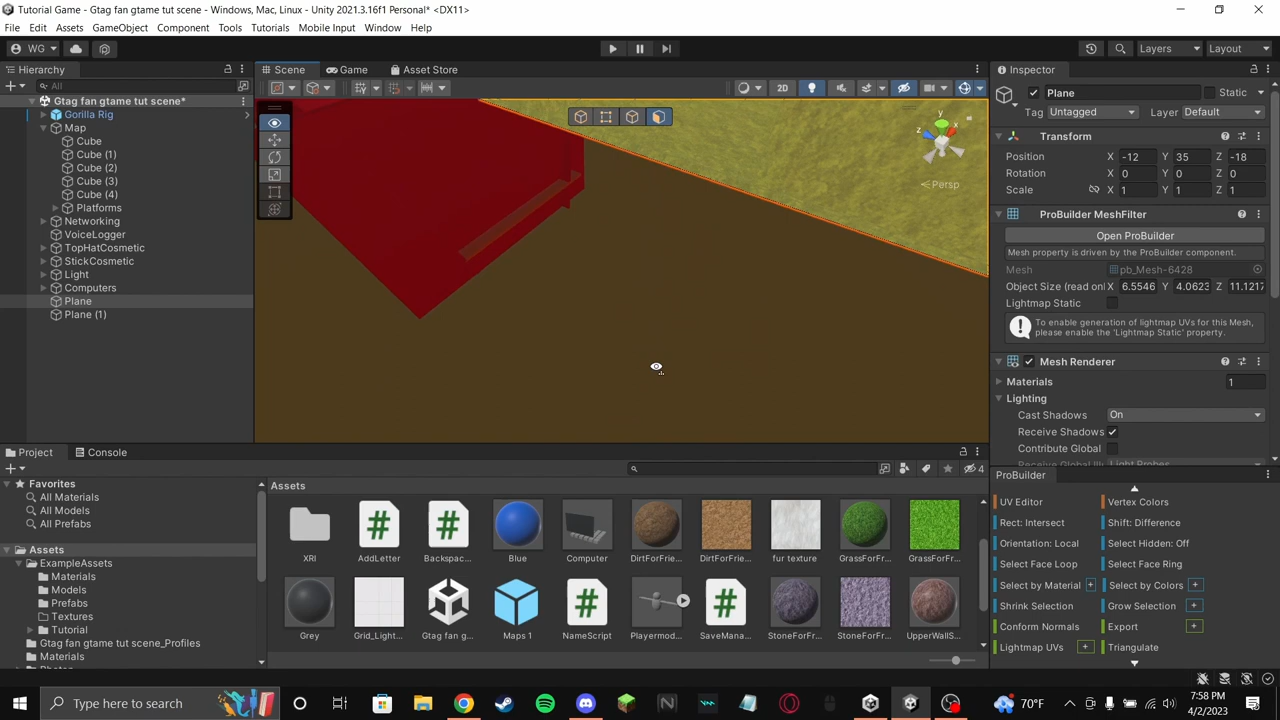 Tutorial Game - Gtag fan gtame tut scene - Windows, Mac, Linux - Unity 2021.3.16f1 Personal* <DX11>
File Edit Assets GameObject Component Tools Tutorials Mobile Input Window Help
WG Layers Layout
Hierarchy Scene Game Asset Store Inspector
All 2D Plane Static
Gtag fan gtame tut scene* Tag Untagged Layer Default
Gorilla Rig
Map Transform
Cube Position X -12 Y 35 Z -18
Cube (1) Rotation X 0 Y 0 Z 0
Cube (2) Scale X 1 Y 1 Z 1
Cube (3)
Cube (4) ProBuilder MeshFilter
Platforms
Networking Open ProBuilder
VoiceLogger Mesh property is driven by the ProBuilder component.
TopHatCosmetic Mesh pb_Mesh-6428
StickCosmetic Object Size (read onl X 6.5546 Y 4.0623 Z 11.1217
Light Lightmap Static
Computers To enable generation of lightmap UVs for this Mesh,
Plane please enable the 'Lightmap Static' property.
Plane (1)
y
x
z
Persp
Mesh Renderer
Materials 1
Lighting
Cast Shadows On
Receive Shadows
Contribute Global
Project Console
4
Favorites
All Materials
All Models
All Prefabs
Assets
ExampleAssets
Materials
Models
Prefabs
Textures
Tutorial
Gtag fan gtame tut scene_Profiles
Materials
Assets
XRI AddLetter Backspac... Blue Computer DirtForFrie... DirtForFrie... fur texture GrassForFr... GrassForFr...
Grey Grid_Light... Gtag fan g... Maps 1 NameScript Playermod... SaveMana... StoneForFr... StoneForFr... UpperWallS...
ProBuilder
UV Editor Vertex Colors
Rect: Intersect Shift: Difference
Orientation: Local Select Hidden: Off
Select Face Loop Select Face Ring
Select by Material + Select by Colors +
Shrink Selection Grow Selection +
Conform Normals Export +
Lightmap UVs + Triangulate
Type here to search 70°F 7:58 PM
4/2/2023